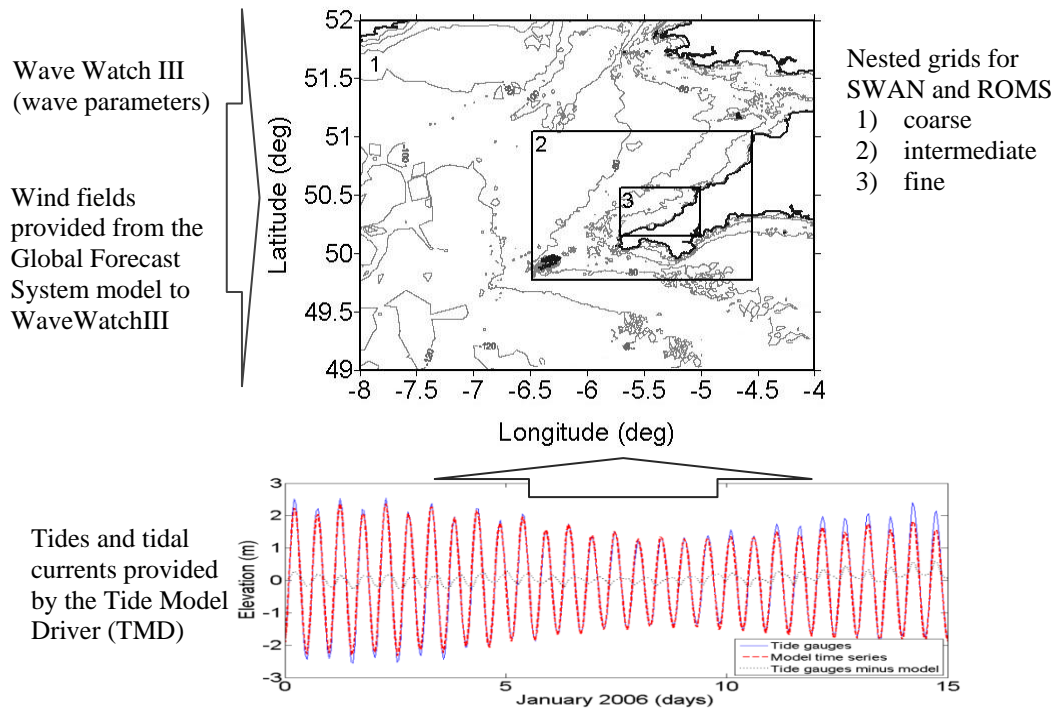 Wave Watch III
(wave parameters)
Wind fields
provided from the
Global Forecast
System model to
WaveWatchIII
52
51.5
51
50.5
50
49.5
49
Latitude (deg)
1
2
3
-8
-7.5
-7
-6.5
-6
-5.5
-5
-4.5
-4
Longitude (deg)
Nested grids for
SWAN and ROMS
1) coarse
2) intermediate
3) fine
Tides and tidal
currents provided
by the Tide Model
Driver (TMD)
3
2
1
0
-1
-2
-3
Elevation (m)
Tide gauges
Model time series
Tide gauges minus model
0
5
10
15
January 2006 (days)